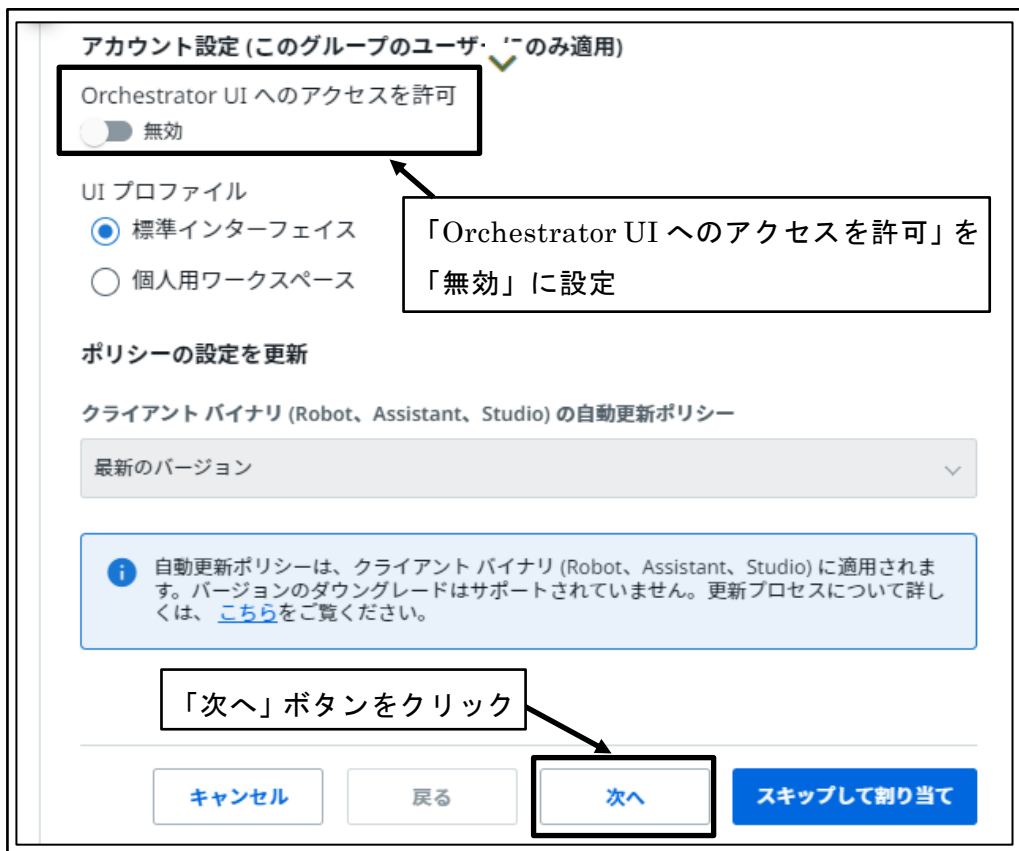 アカウント設定 (このグループのユーザーにのみ適用)
Orchestrator UI へのアクセスを許可
無効
UI プロファイル
標準インターフェイス
個人用ワークスペース
「Orchestrator UI へのアクセスを許可」を
「無効」に設定
ポリシーの設定を更新
クライアント バイナリ (Robot、Assistant、Studio) の自動更新ポリシー
最新のバージョン
自動更新ポリシーは、クライアント バイナリ (Robot、Assistant、Studio) に適用されま
す。バージョンのダウングレードはサポートされていません。更新プロセスについて詳し
くは、 こちらをご覧ください。
「次へ」ボタンをクリック
キャンセル
戻る
次へ
スキップして割り当て